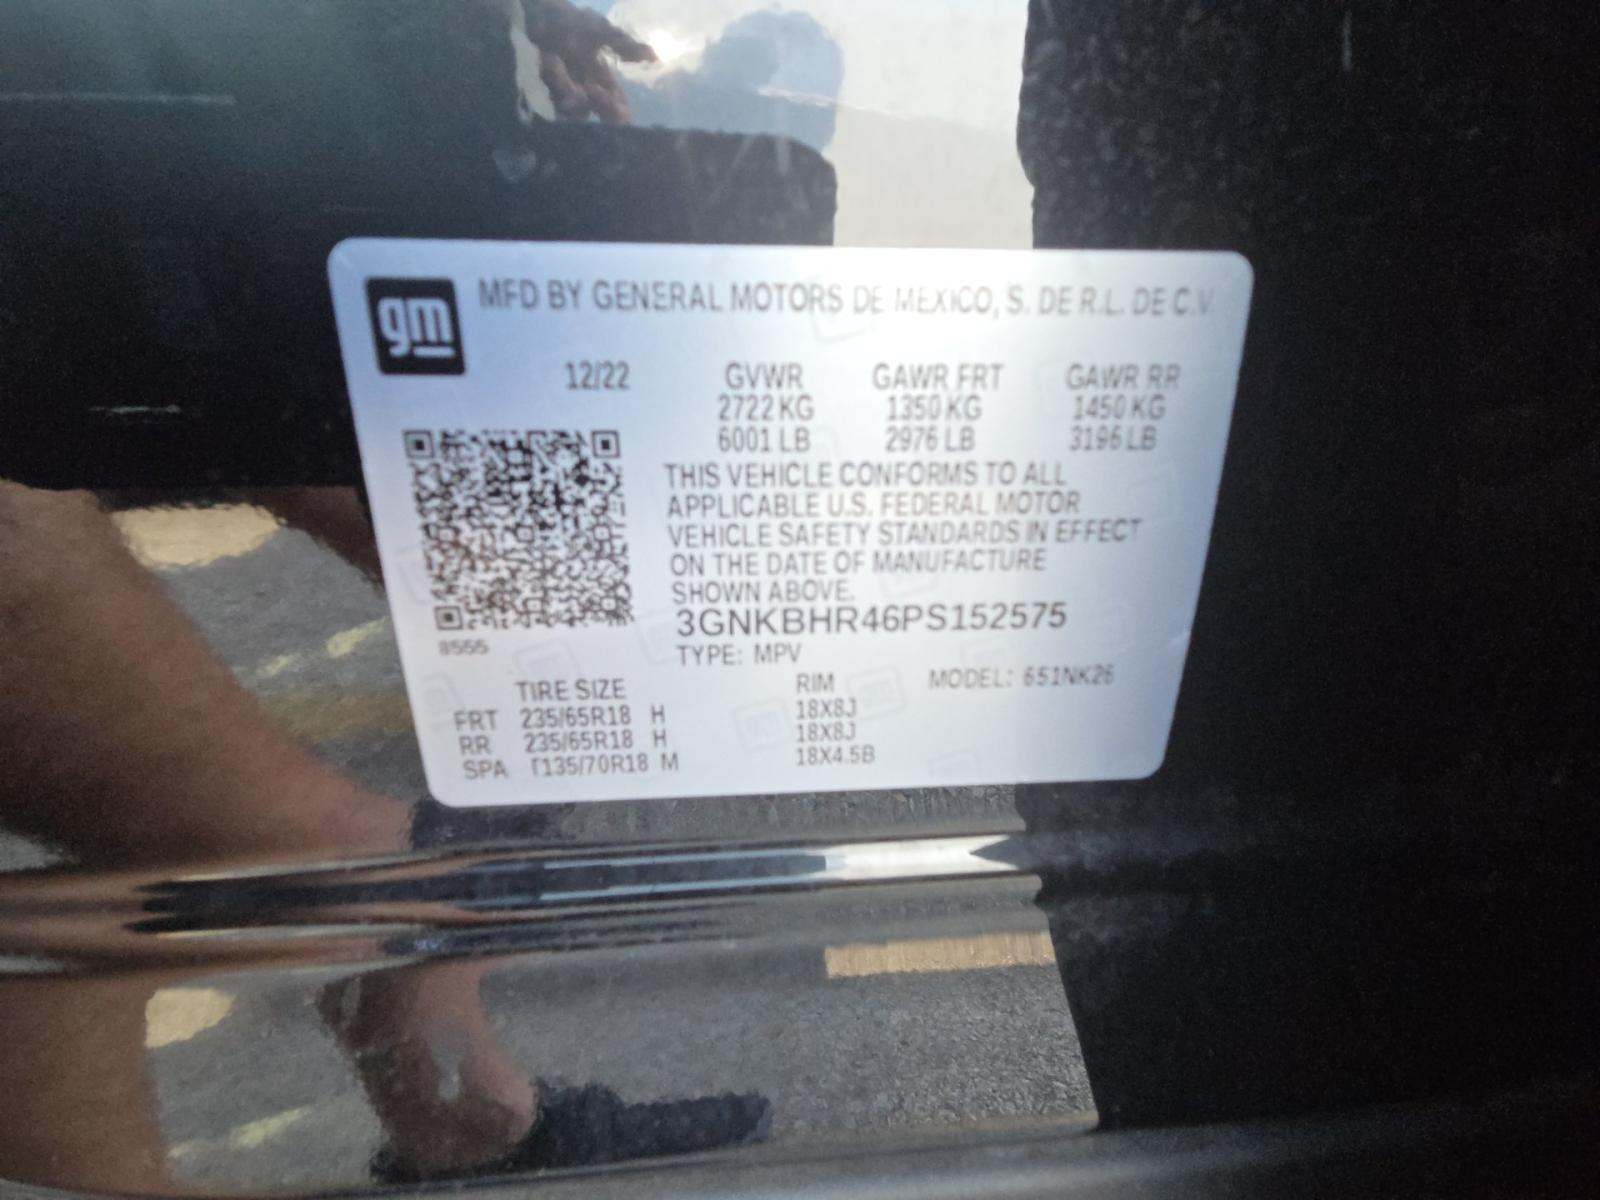 gm
MFD BY GENERAL MOTORS DE MEXICO, S. DE R.L. DE C.V.
12/22 GVWR GAWR FRT GAWR RR
2722 KG 1350 KG 1450 KG
6001 LB 2976 LB 3196 LB
THIS VEHICLE CONFORMS TO ALL
APPLICABLE U.S. FEDERAL MOTOR
VEHICLE SAFETY STANDARDS IN EFFECT
ON THE DATE OF MANUFACTURE
SHOWN ABOVE.
3GNKBHR46PS152575
8555
TYPE: MPV
TIRE SIZE RIM MODEL: 651NK26
FRT 235/65R18 H 18X8J
RR 235/65R18 H 18X8J
SPA T135/70R18 M 18X4.5B